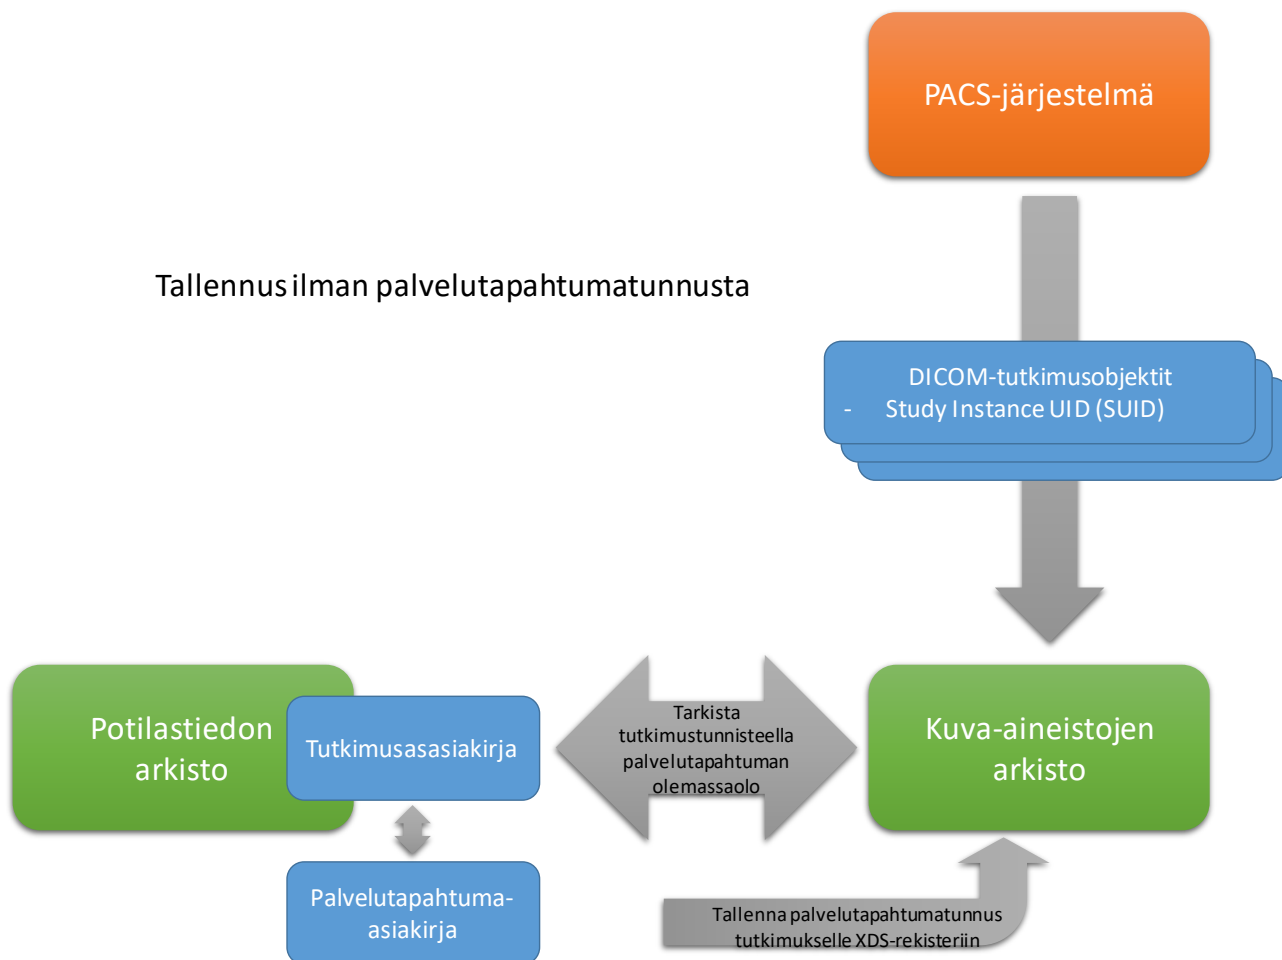 PACS-järjestelmä
Tallennus ilman palvelutapahtumatunnusta
DICOM-tutkimusobjektit
- Study Instance UID (SUID)
Potilastiedon
arkisto
Tutkimusasasiakirja
Tarkista
tutkimustunnisteella
palvelutapahtuman
olemassaolo
Kuva-aineistojen
arkisto
Palvelutapahtuma-
asiakirja
Tallenna palvelutapahtumatunnus
tutkimukselle XDS-rekisteriin